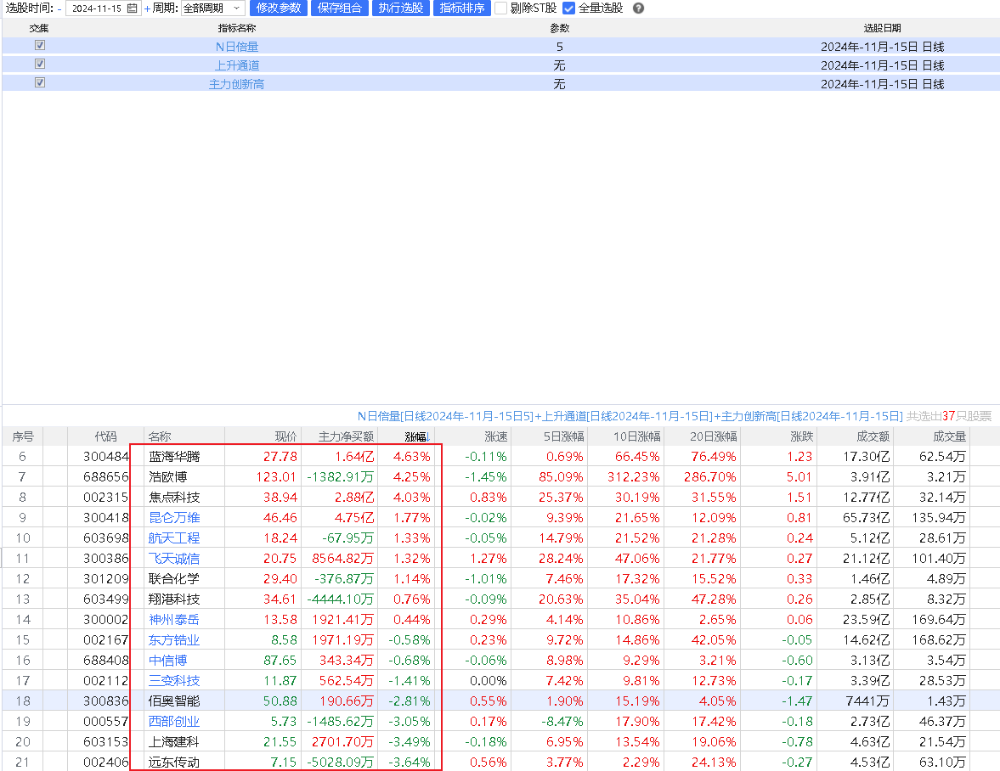 选股时间: - 2024-11-15 + 周期: 全部周期 修改参数 保存组合 执行选股 指标排序 剔除ST股 全量选股 ?
交集 指标名称 参数 选股日期
N日倍量 5 2024年-11月-15日 日线
上升通道 无 2024年-11月-15日 日线
主力创新高 无 2024年-11月-15日 日线
N日倍量[日线2024年-11月-15日5]+上升通道[日线2024年-11月-15日]+主力创新高[日线2024年-11月-15日] 共选出37只股票
序号 代码 名称 现价 主力净买额 涨幅↓ 涨速 5日涨幅 10日涨幅 20日涨幅 涨跌 成交额 成交量
6 300484 蓝海华腾 27.78 1.64亿 4.63% -0.11% 0.69% 66.45% 76.49% 1.23 17.30亿 62.54万
7 688656 浩欧博 123.01 -1382.91万 4.25% -1.45% 85.09% 312.23% 286.70% 5.01 3.91亿 3.21万
8 002315 焦点科技 38.94 2.88亿 4.03% 0.83% 25.37% 30.19% 31.55% 1.51 12.77亿 32.14万
9 300418 昆仑万维 46.46 4.75亿 1.77% -0.02% 9.39% 21.65% 12.09% 0.81 65.73亿 135.94万
10 603698 航天工程 18.24 -67.95万 1.33% -0.05% 14.79% 21.52% 21.28% 0.24 5.12亿 28.61万
11 300386 飞天诚信 20.75 8564.82万 1.32% 1.27% 28.24% 47.06% 21.77% 0.27 21.12亿 101.40万
12 301209 联合化学 29.40 -376.87万 1.14% -1.01% 7.46% 17.32% 15.52% 0.33 1.46亿 4.89万
13 603499 翔港科技 34.61 -4444.10万 0.76% -0.09% 20.63% 35.04% 47.28% 0.26 2.85亿 8.32万
14 300002 神州泰岳 13.58 1921.41万 0.44% 0.29% 4.14% 10.86% 2.65% 0.06 23.59亿 169.64万
15 002167 东方锆业 8.58 1971.19万 -0.58% 0.23% 9.72% 14.86% 42.05% -0.05 14.62亿 168.62万
16 688408 中信博 87.65 343.34万 -0.68% -0.06% 8.98% 9.29% 3.21% -0.60 3.13亿 3.54万
17 002112 三变科技 11.87 562.54万 -1.41% 0.00% 7.42% 9.81% 12.73% -0.17 3.39亿 28.53万
18 300836 佰奥智能 50.88 190.66万 -2.81% 0.55% 1.90% 15.19% 4.05% -1.47 7441万 1.43万
19 000557 西部创业 5.73 -1485.62万 -3.05% 0.17% -8.47% 17.90% 17.42% -0.18 2.73亿 46.37万
20 603153 上海建科 21.55 2701.70万 -3.49% -0.18% 6.95% 13.54% 19.06% -0.78 4.63亿 21.54万
21 002406 远东传动 7.15 -5028.09万 -3.64% 0.56% 3.77% 2.29% 24.13% -0.27 4.53亿 63.10万